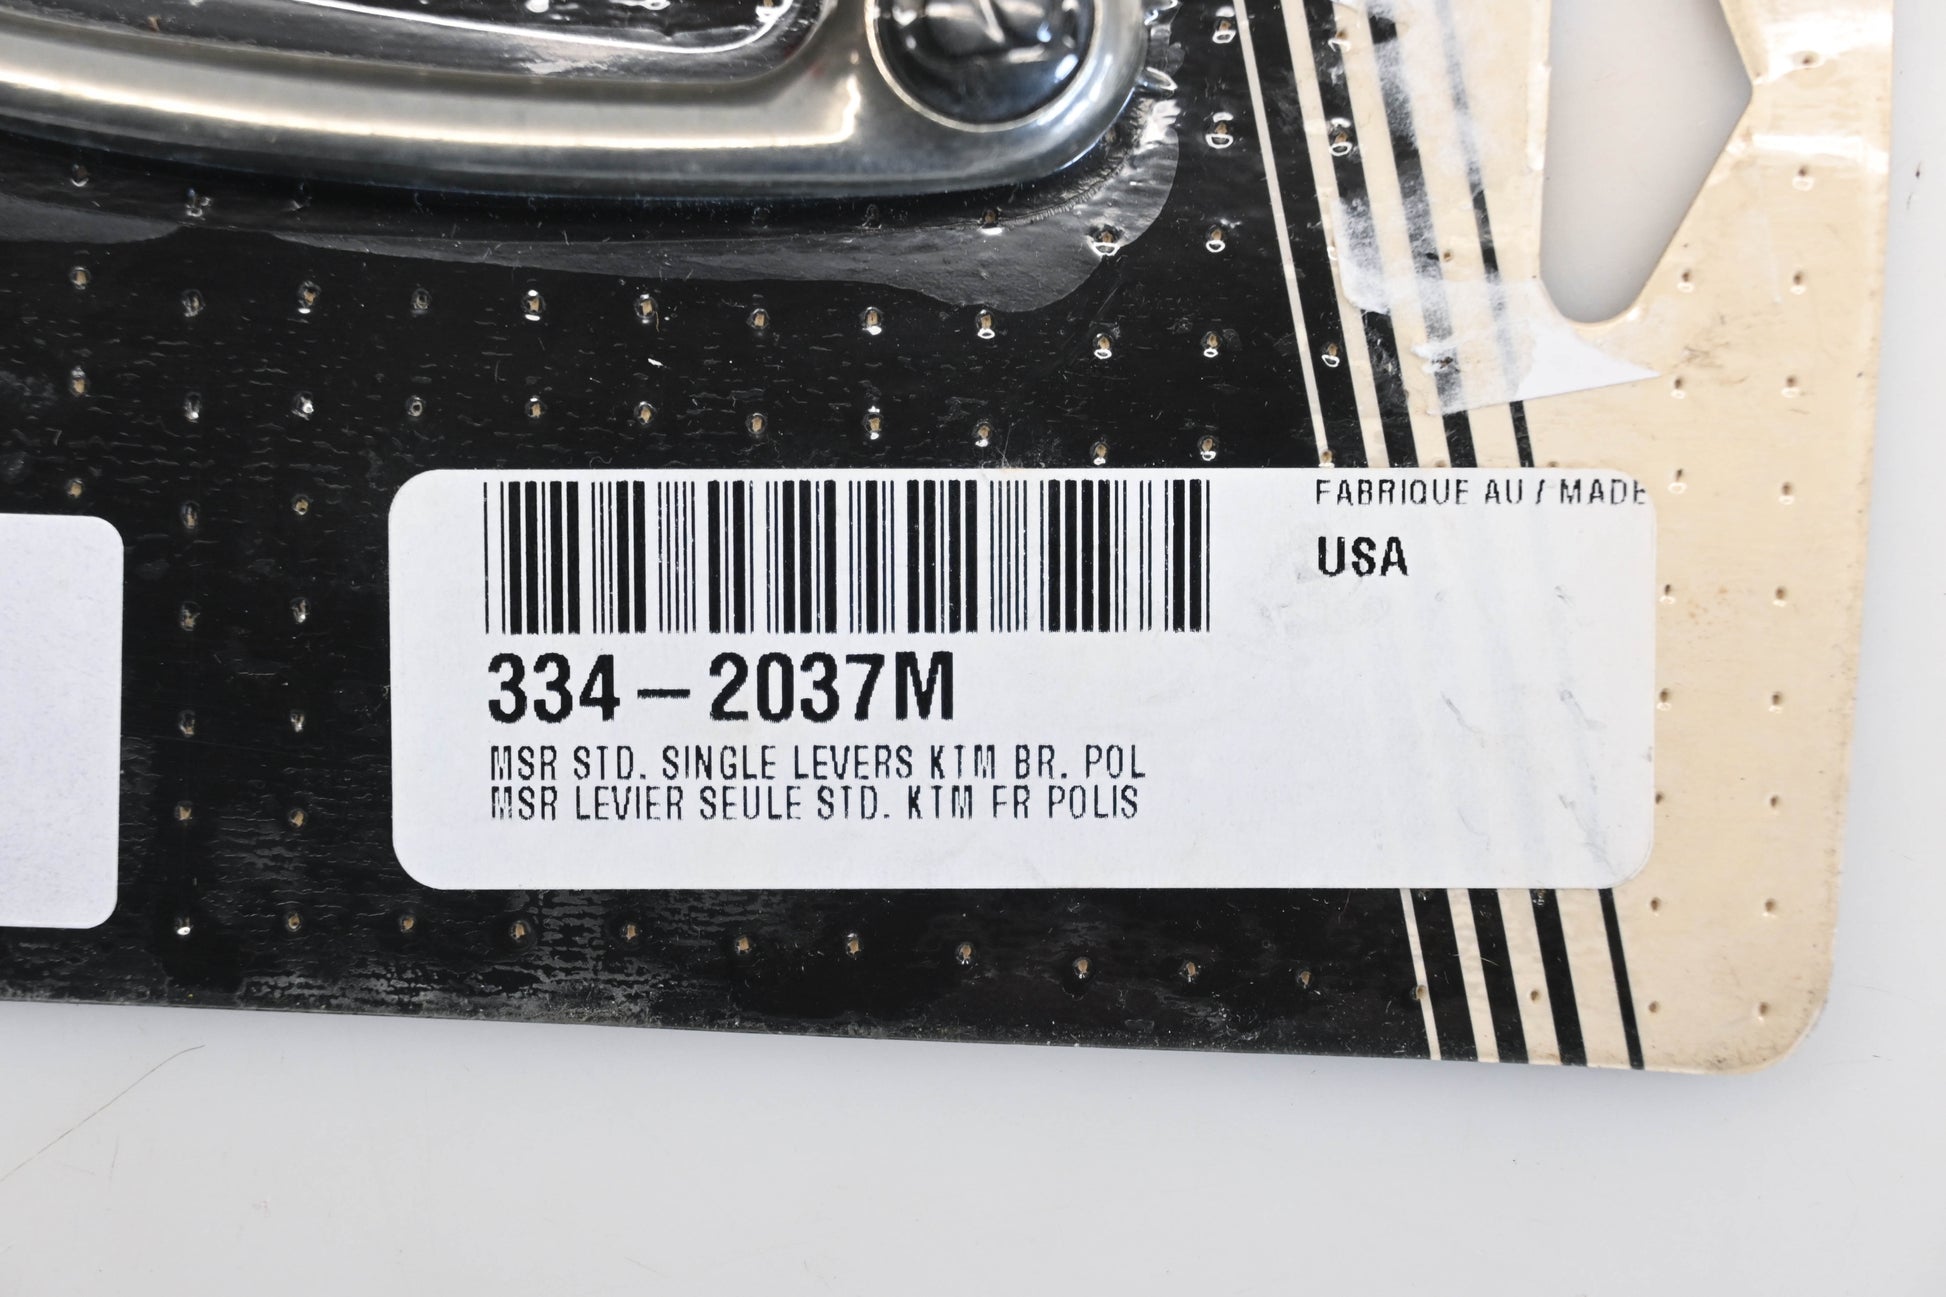 FABRIQUE AU / MADE
USA
334-2037M
MSR STD. SINGLE LEVERS KTM BR. POL
MSR LEVIER SEULE STD. KTM FR POLIS